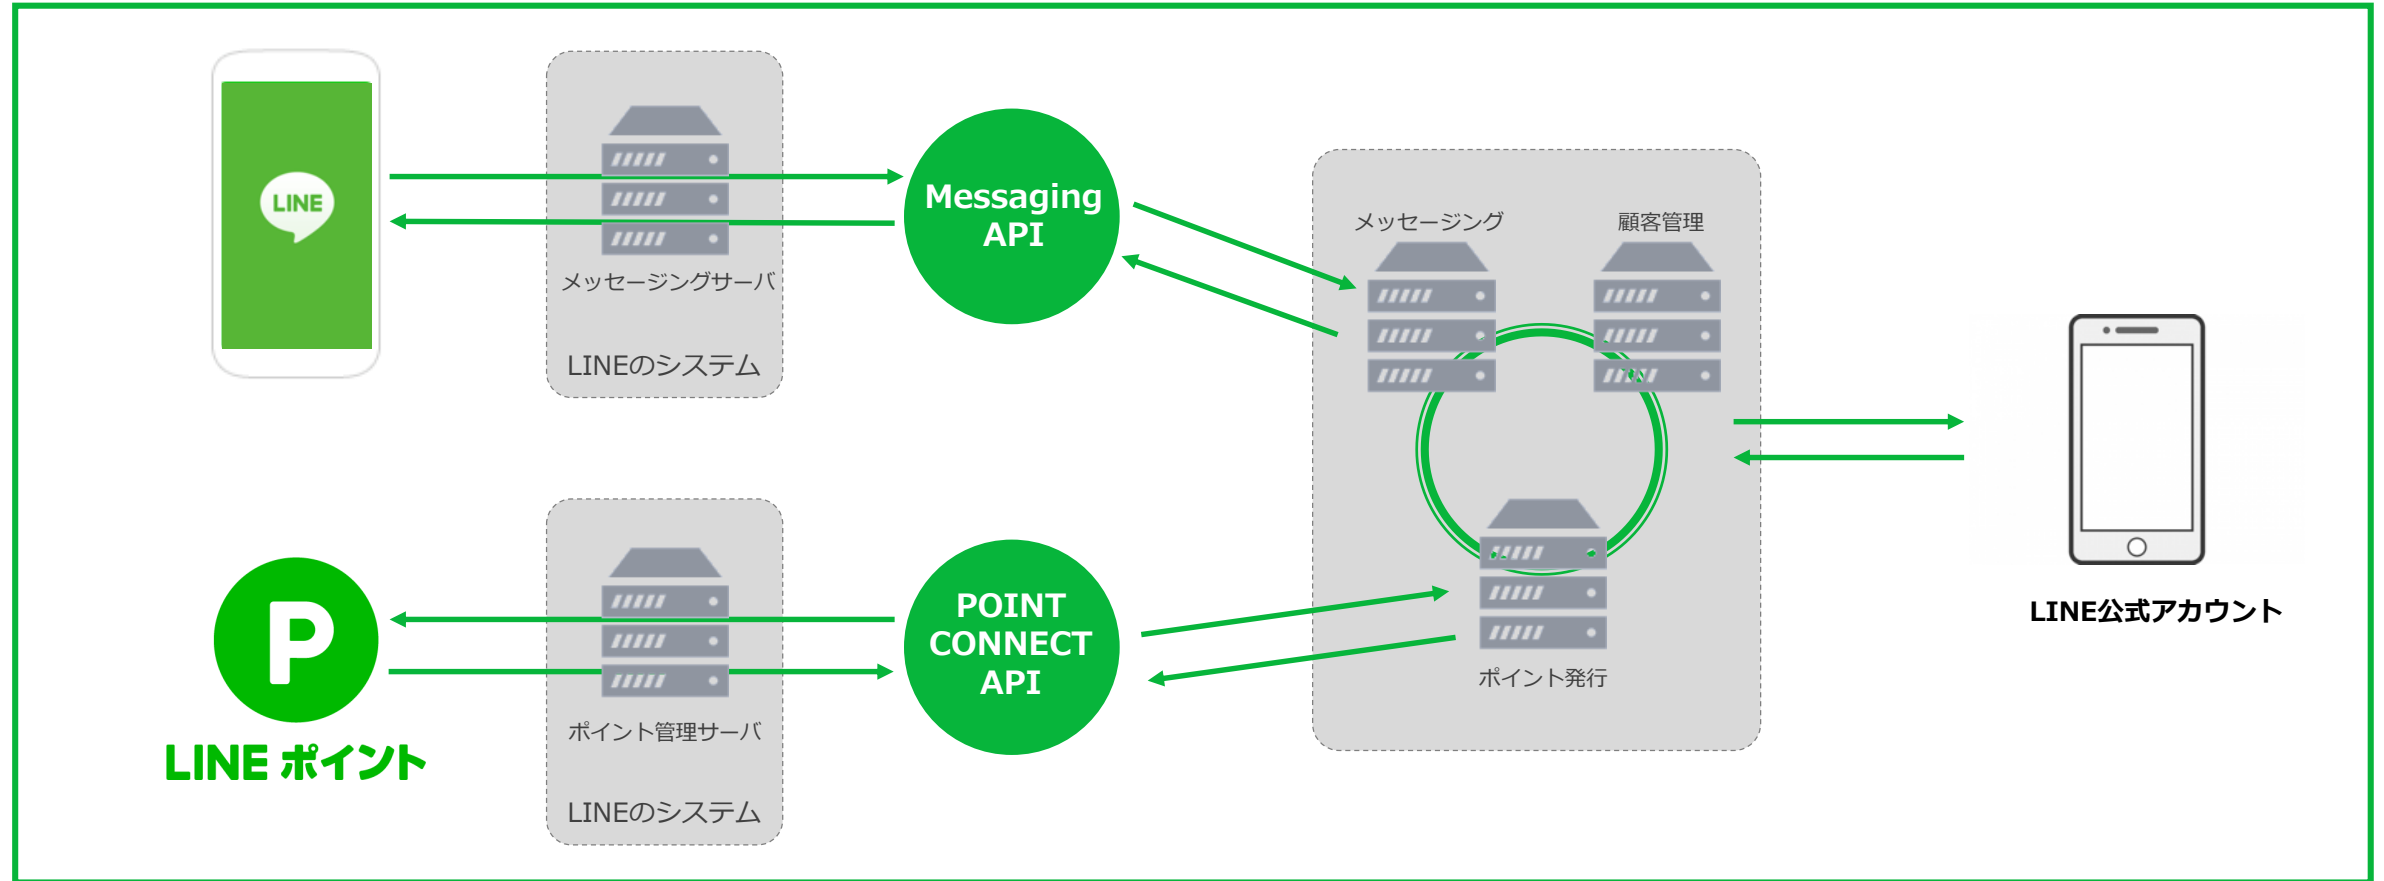 LINE
メッセージングサーバ
LINEのシステム
Messaging
API
メッセージング
顧客管理
LINE ポイント
ポイント管理サーバ
LINEのシステム
POINT
CONNECT
API
ポイント発行
LINE公式アカウント